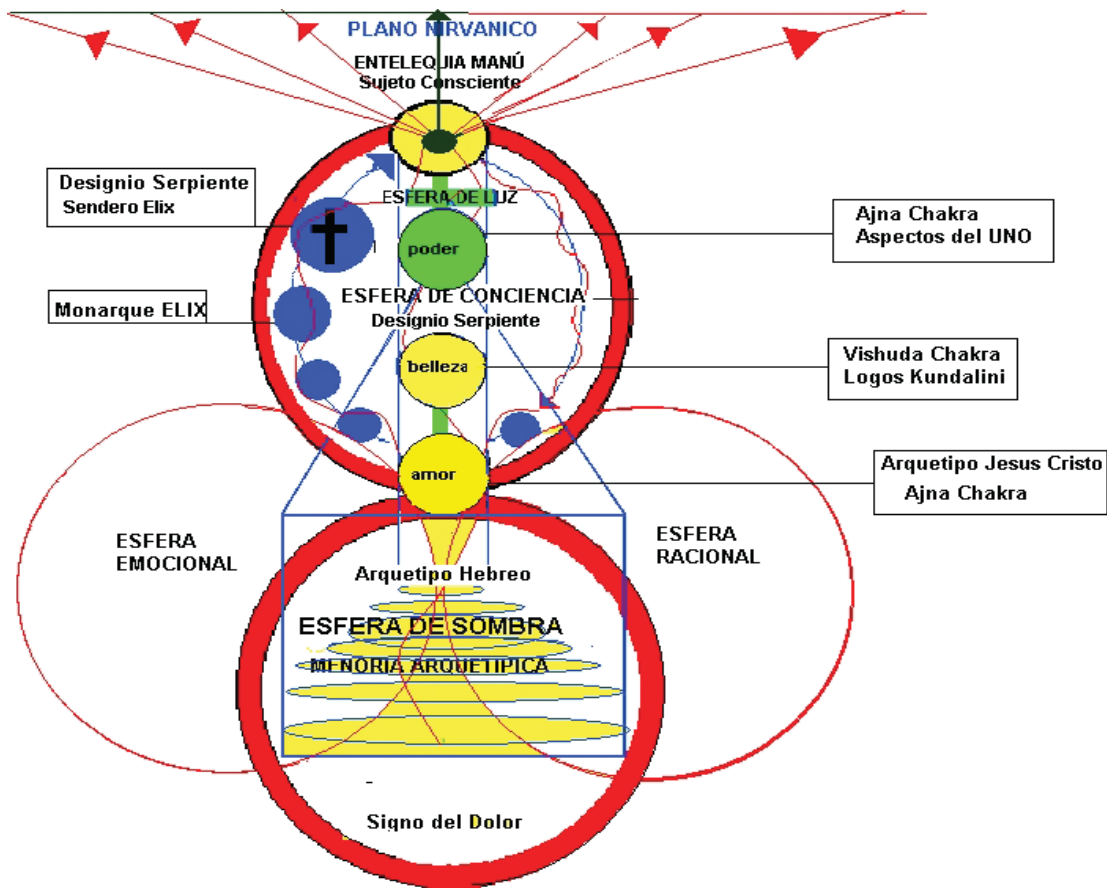 PLANO NIRVANICO
ENTELEQUIA MANÚ
Sujeto Consciente
Designio Serpiente
Sendero Elix
ESFERA DE LUZ
Ajna Chakra
Aspectos del UNO
poder
ESFERA DE CONCIENCIA
Monarque ELIX
Designio Serpiente
belleza
Vishuda Chakra
Logos Kundalini
amor
Arquetipo Jesus Cristo
Ajna Chakra
ESFERA
EMOCIONAL
ESFERA
RACIONAL
Arquetipo Hebreo
ESFERA DE SOMBRA
MENORIA ARQUETIPICA
Signo del Dolor